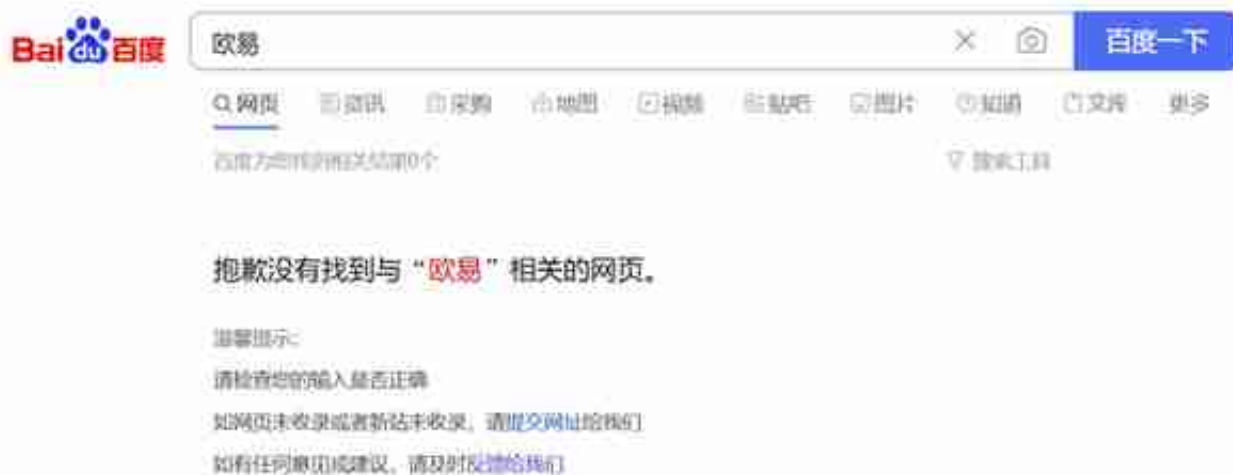 Bai du 百度
欧易
百度一下
网页 资讯 采购 地图 视频 贴吧 图片 知道 文库 更多
百度为您找到相关结果0个 搜索工具
抱歉没有找到与“欧易”相关的网页。
温馨提示:
请检查您的输入是否正确
如网页未收录或者新站未收录,请提交网址给我们
如有任何意见或建议,请及时反馈给我们